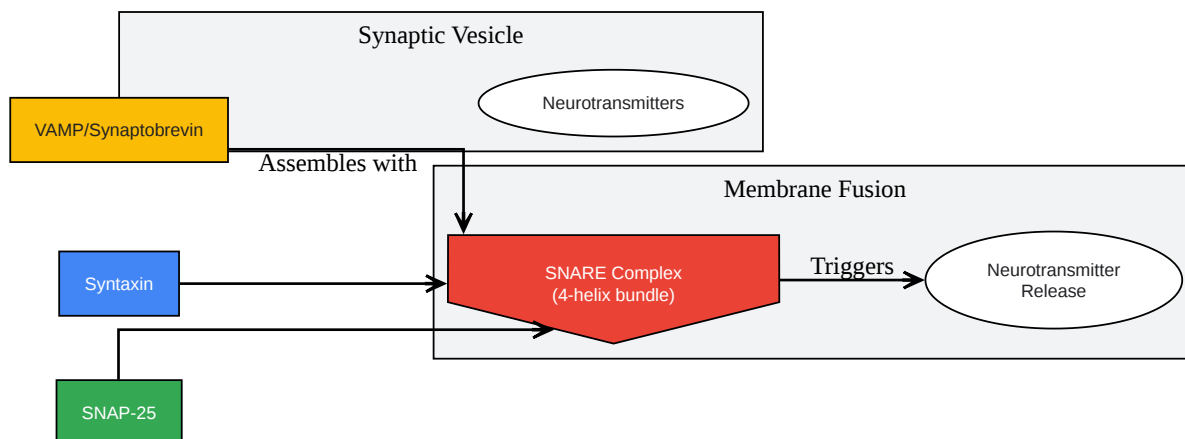 Synaptic Vesicle
Neurotransmitters
VAMP/Synaptobrevin
Assembles with
Membrane Fusion
Syntaxin
SNARE Complex
(4-helix bundle)
Triggers
Neurotransmitter
Release
SNAP-25